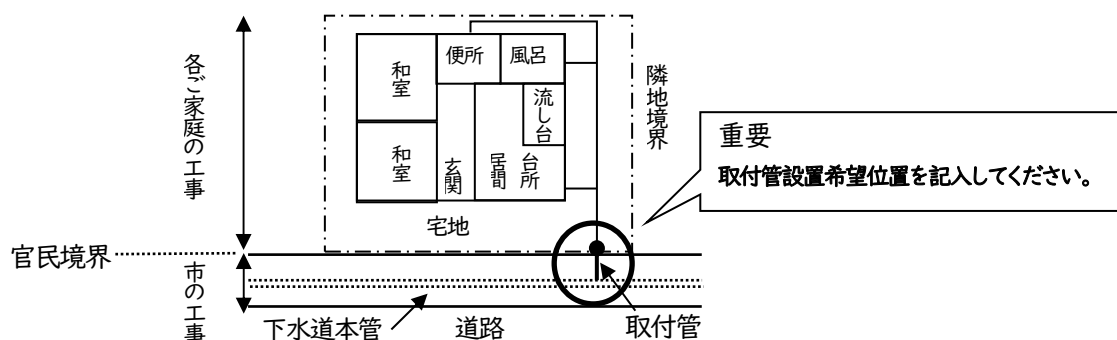 各ご家庭の工事
官民境界
市の工事
和室
便所
風呂
流し台
和室
玄関
居間
台所
宅地
隣地境界
重要
取付管設置希望位置を記入してください。
下水道本管
道路
取付管